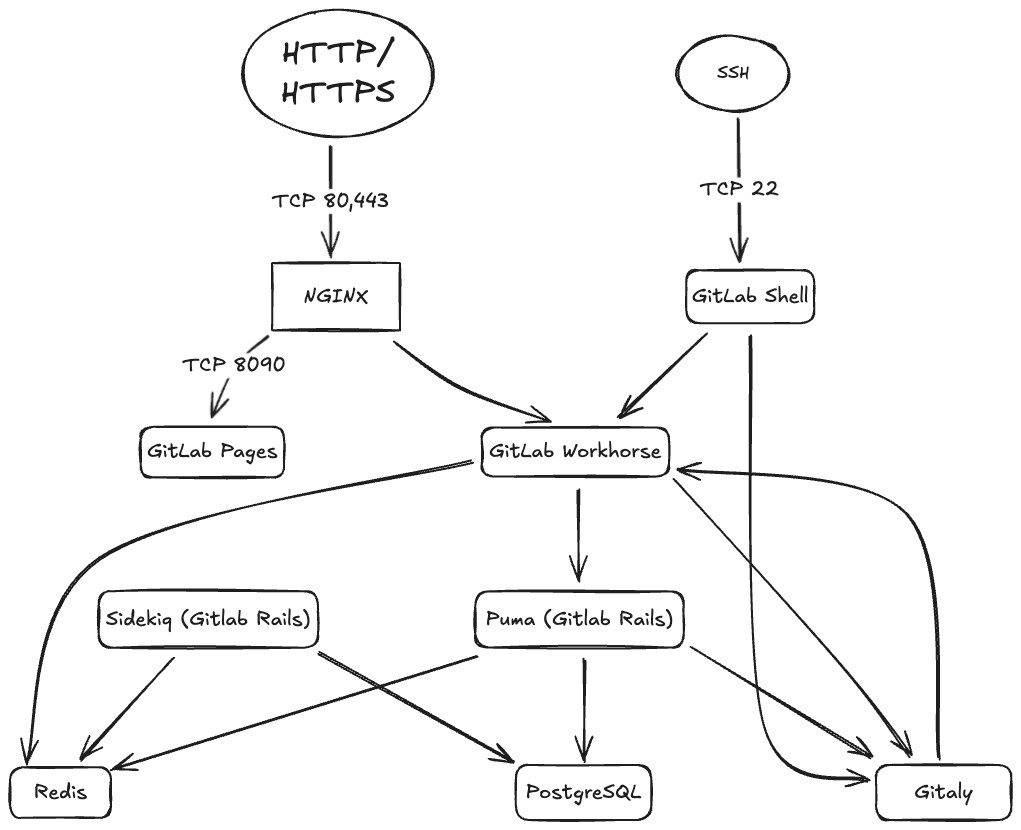 HTTP/
HTTPS
SSH
TCP 80,443
TCP 22
NGINX
GitLab Shell
TCP 8090
GitLab Pages
GitLab Workhorse
Sidekiq (Gitlab Rails)
Puma (Gitlab Rails)
Redis
PostgreSQL
Gitaly